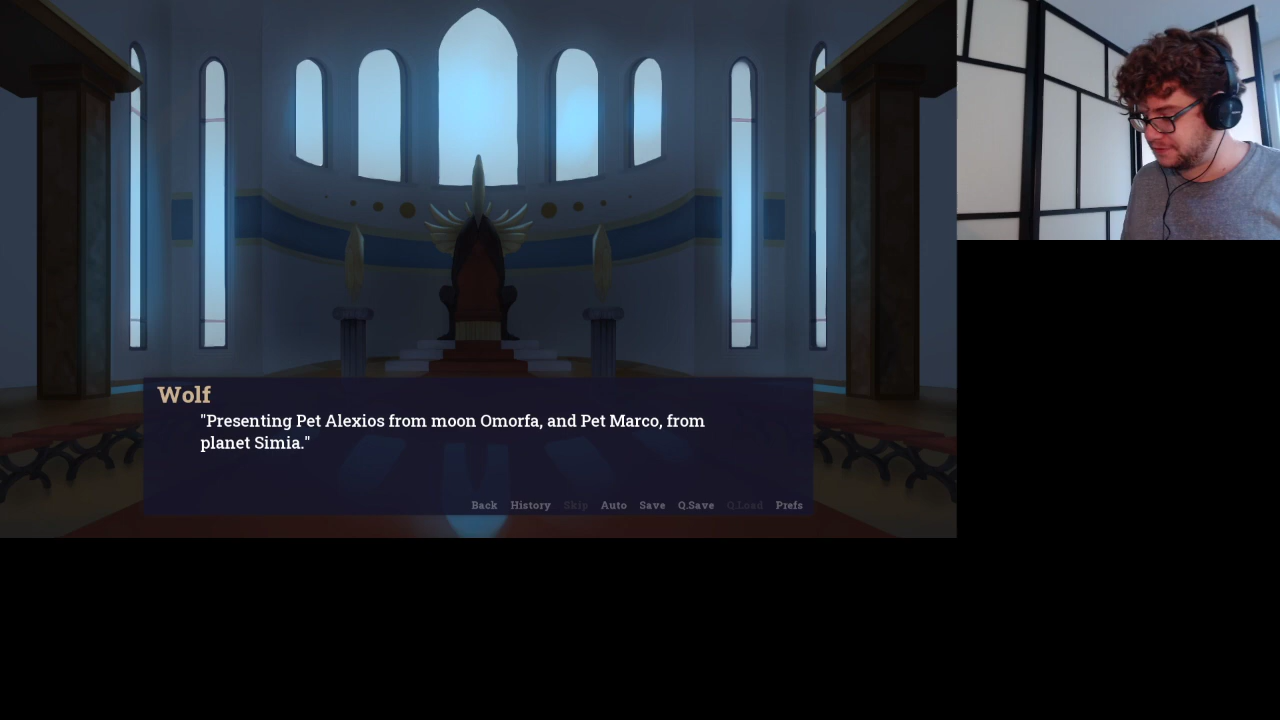 Wolf
"Presenting Pet Alexios from moon Omorfa, and Pet Marco, from
planet Simia."
Back History Skip Auto Save Q.Save Q.Load Prefs